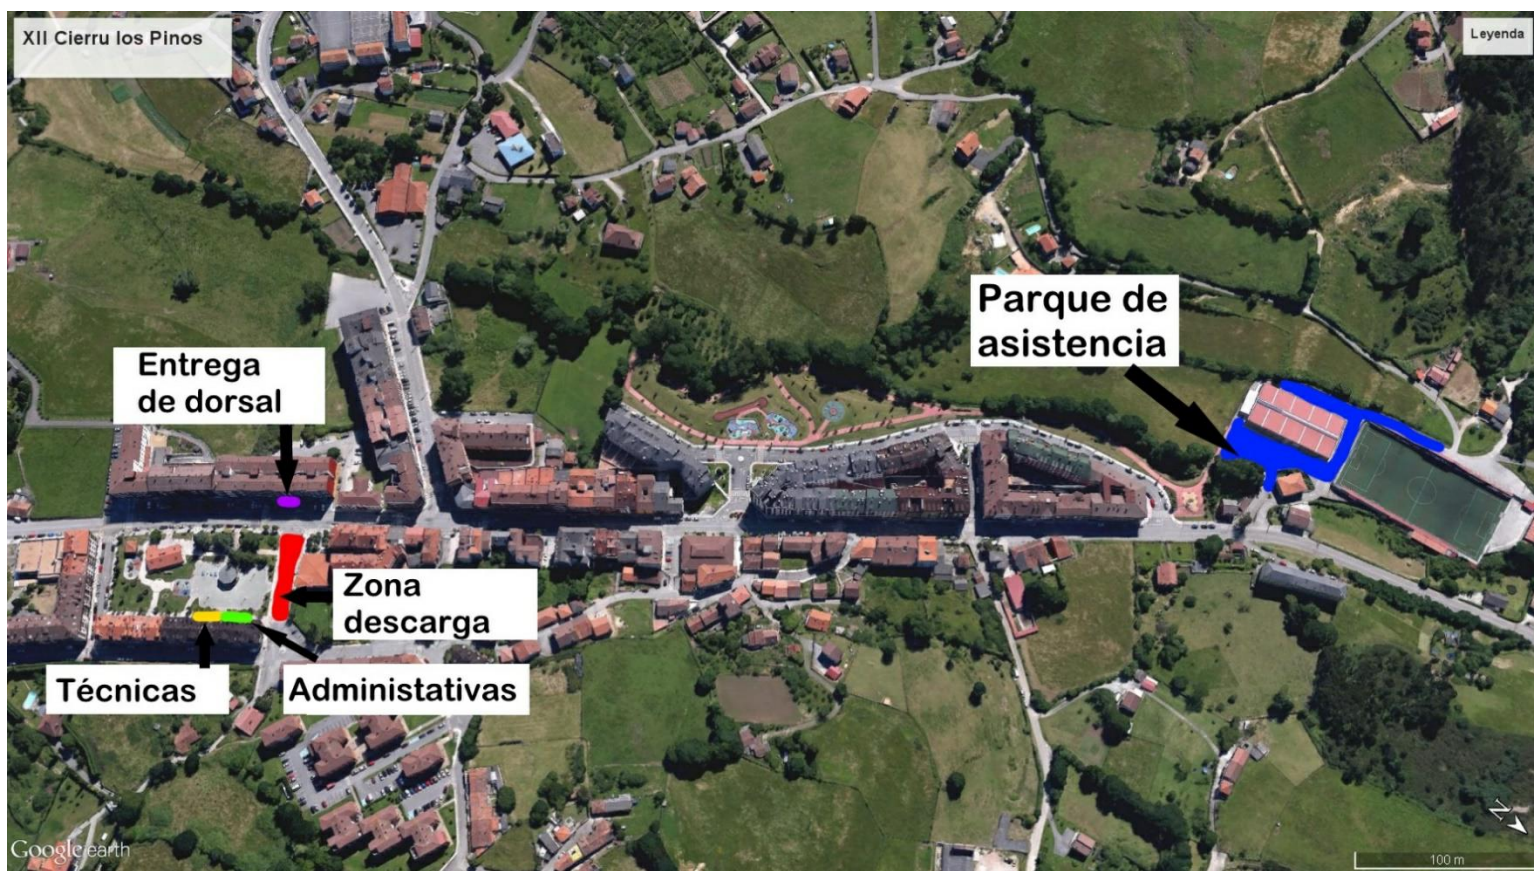 XII Cierru los Pinos
Leyenda
Parque de
asistencia
Entrega
de dorsal
Zona
descarga
Técnicas
Administativas
N
Google earth
100 m